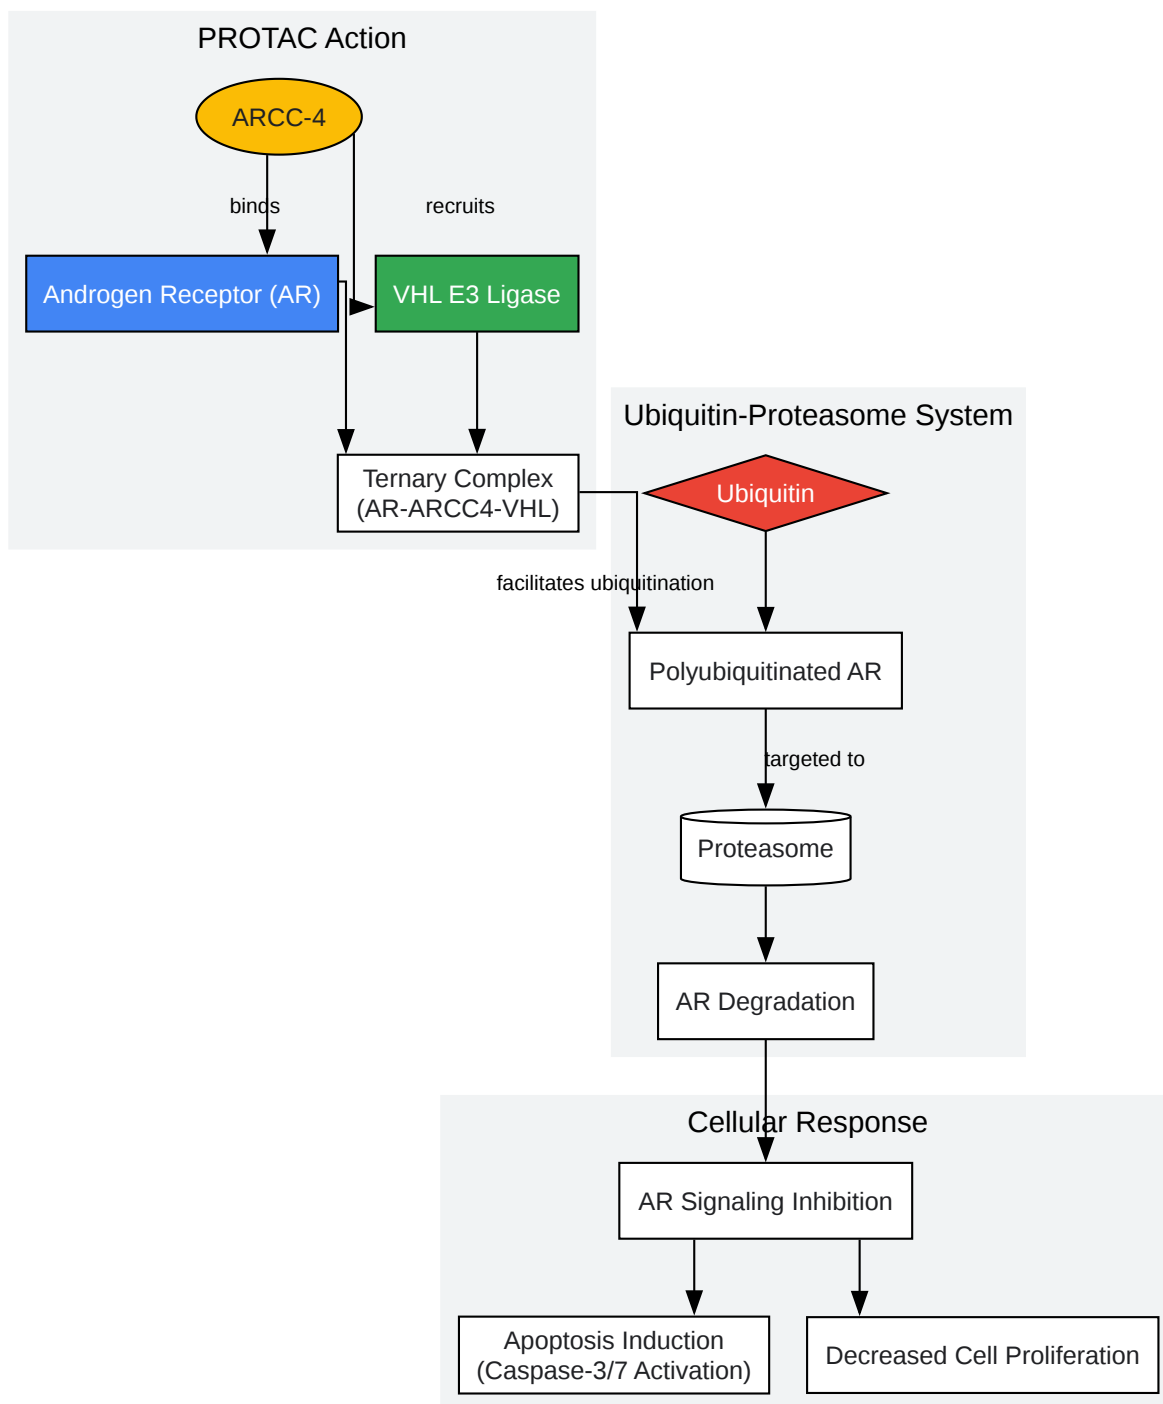 PROTAC Action
ARCC-4
binds
recruits
Androgen Receptor (AR)
VHL E3 Ligase
Ternary Complex
(AR-ARCC4-VHL)
Ubiquitin-Proteasome System
Ubiquitin
facilitates ubiquitination
Polyubiquitinated AR
targeted to
Proteasome
AR Degradation
Cellular Response
AR Signaling Inhibition
Apoptosis Induction
(Caspase-3/7 Activation)
Decreased Cell Proliferation